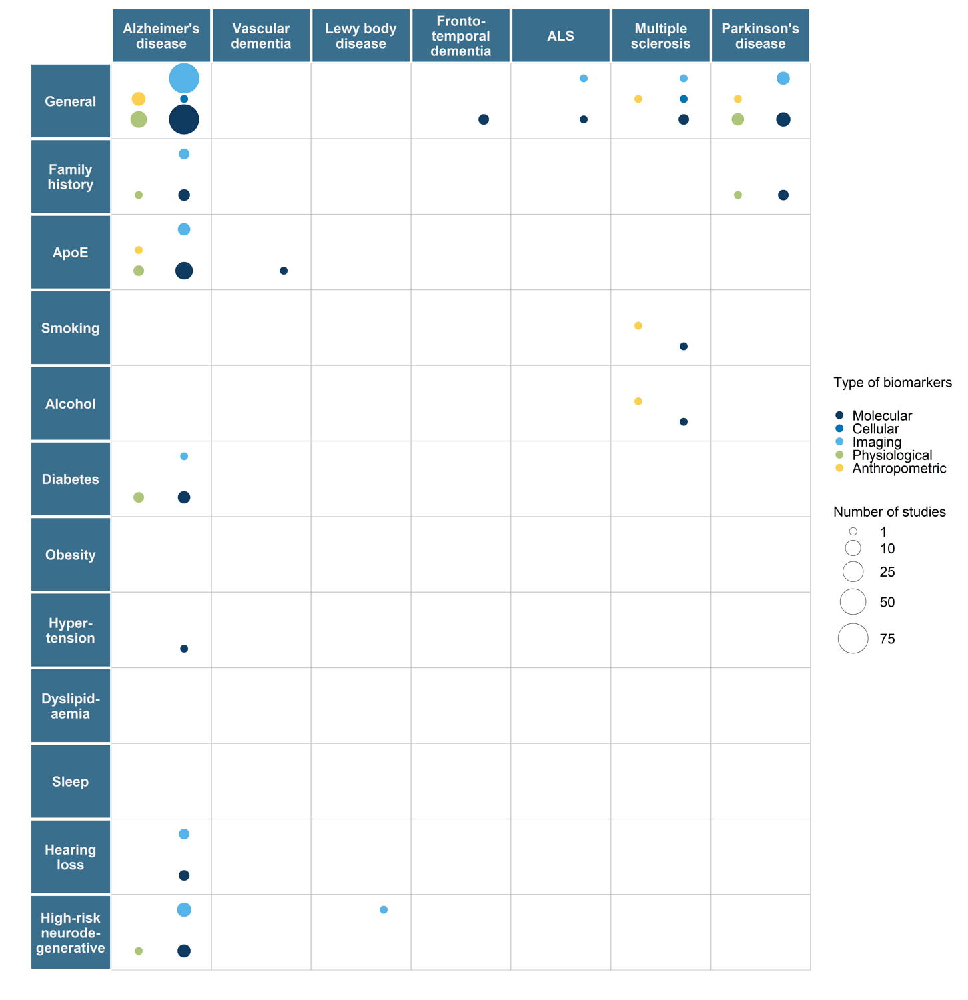 Alzheimer's
disease
Vascular
dementia
Lewy body
disease
Fronto-
temporal
dementia
ALS
Multiple
sclerosis
Parkinson's
disease
General
Family
history
ApoE
Smoking
Alcohol
Diabetes
Obesity
Hyper-
tension
Dyslipid-
aemia
Sleep
Hearing
loss
High-risk
neurode-
generative
Type of biomarkers
Molecular
Cellular
Imaging
Physiological
Anthropometric
Number of studies
1
10
25
50
75